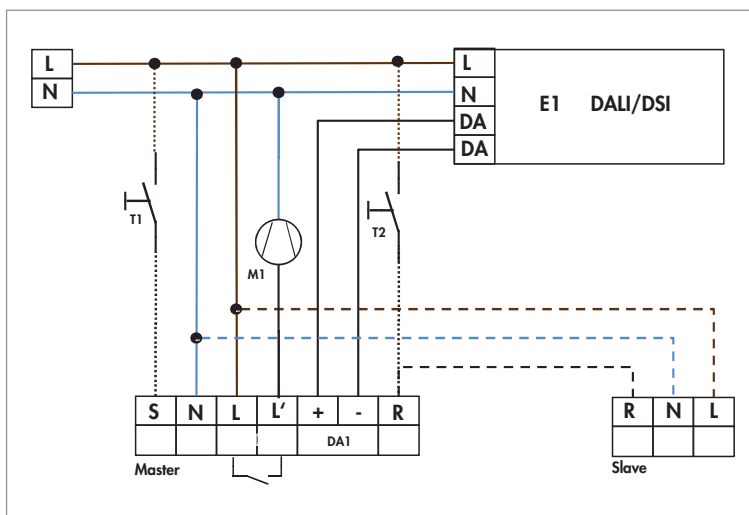 L
N
L
N
DA
DA
E1 DALI/DSI
T1
M1
T2
S N L L‘ + - R
DA1
Master
R N L
Slave